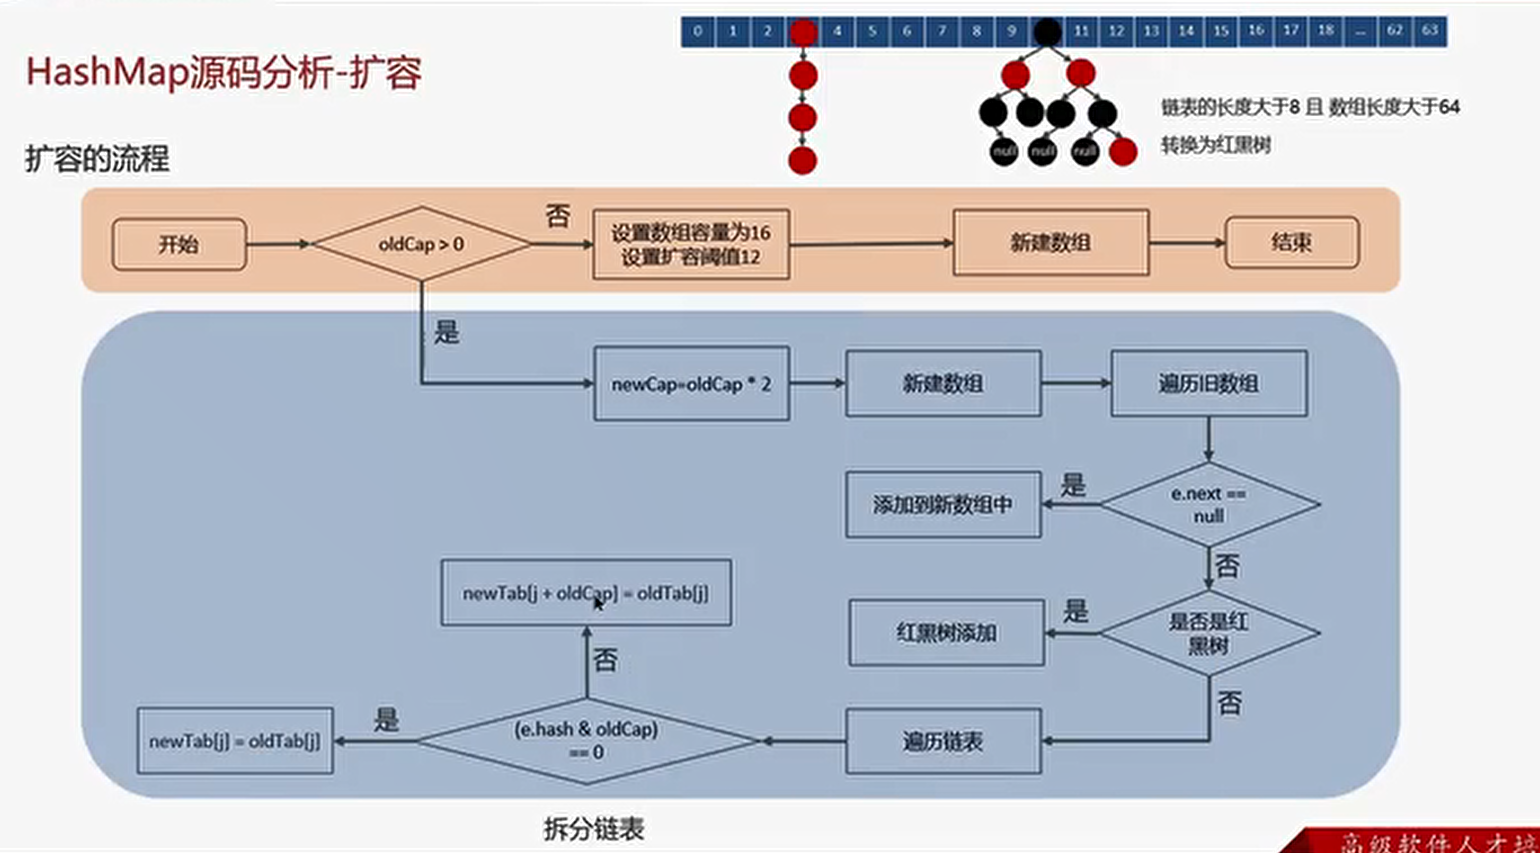 0 1 2 4 5 6 7 8 9 11 12 13 14 15 16 17 18 ... 62 63
HashMap源码分析-扩容
链表的长度大于8 且 数组长度大于64
null null null
转换为红黑树
扩容的流程
开始
oldCap > 0
否
设置数组容量为16
设置扩容阈值12
新建数组
结束
是
newCap=oldCap * 2
新建数组
遍历旧数组
e.next ==
null
是
添加到新数组中
否
是否是红
黑树
是
红黑树添加
否
遍历链表
(e.hash & oldCap)
== 0
否
newTab[j + oldCap] = oldTab[j]
是
newTab[j] = oldTab[j]
拆分链表
高级软件人才培